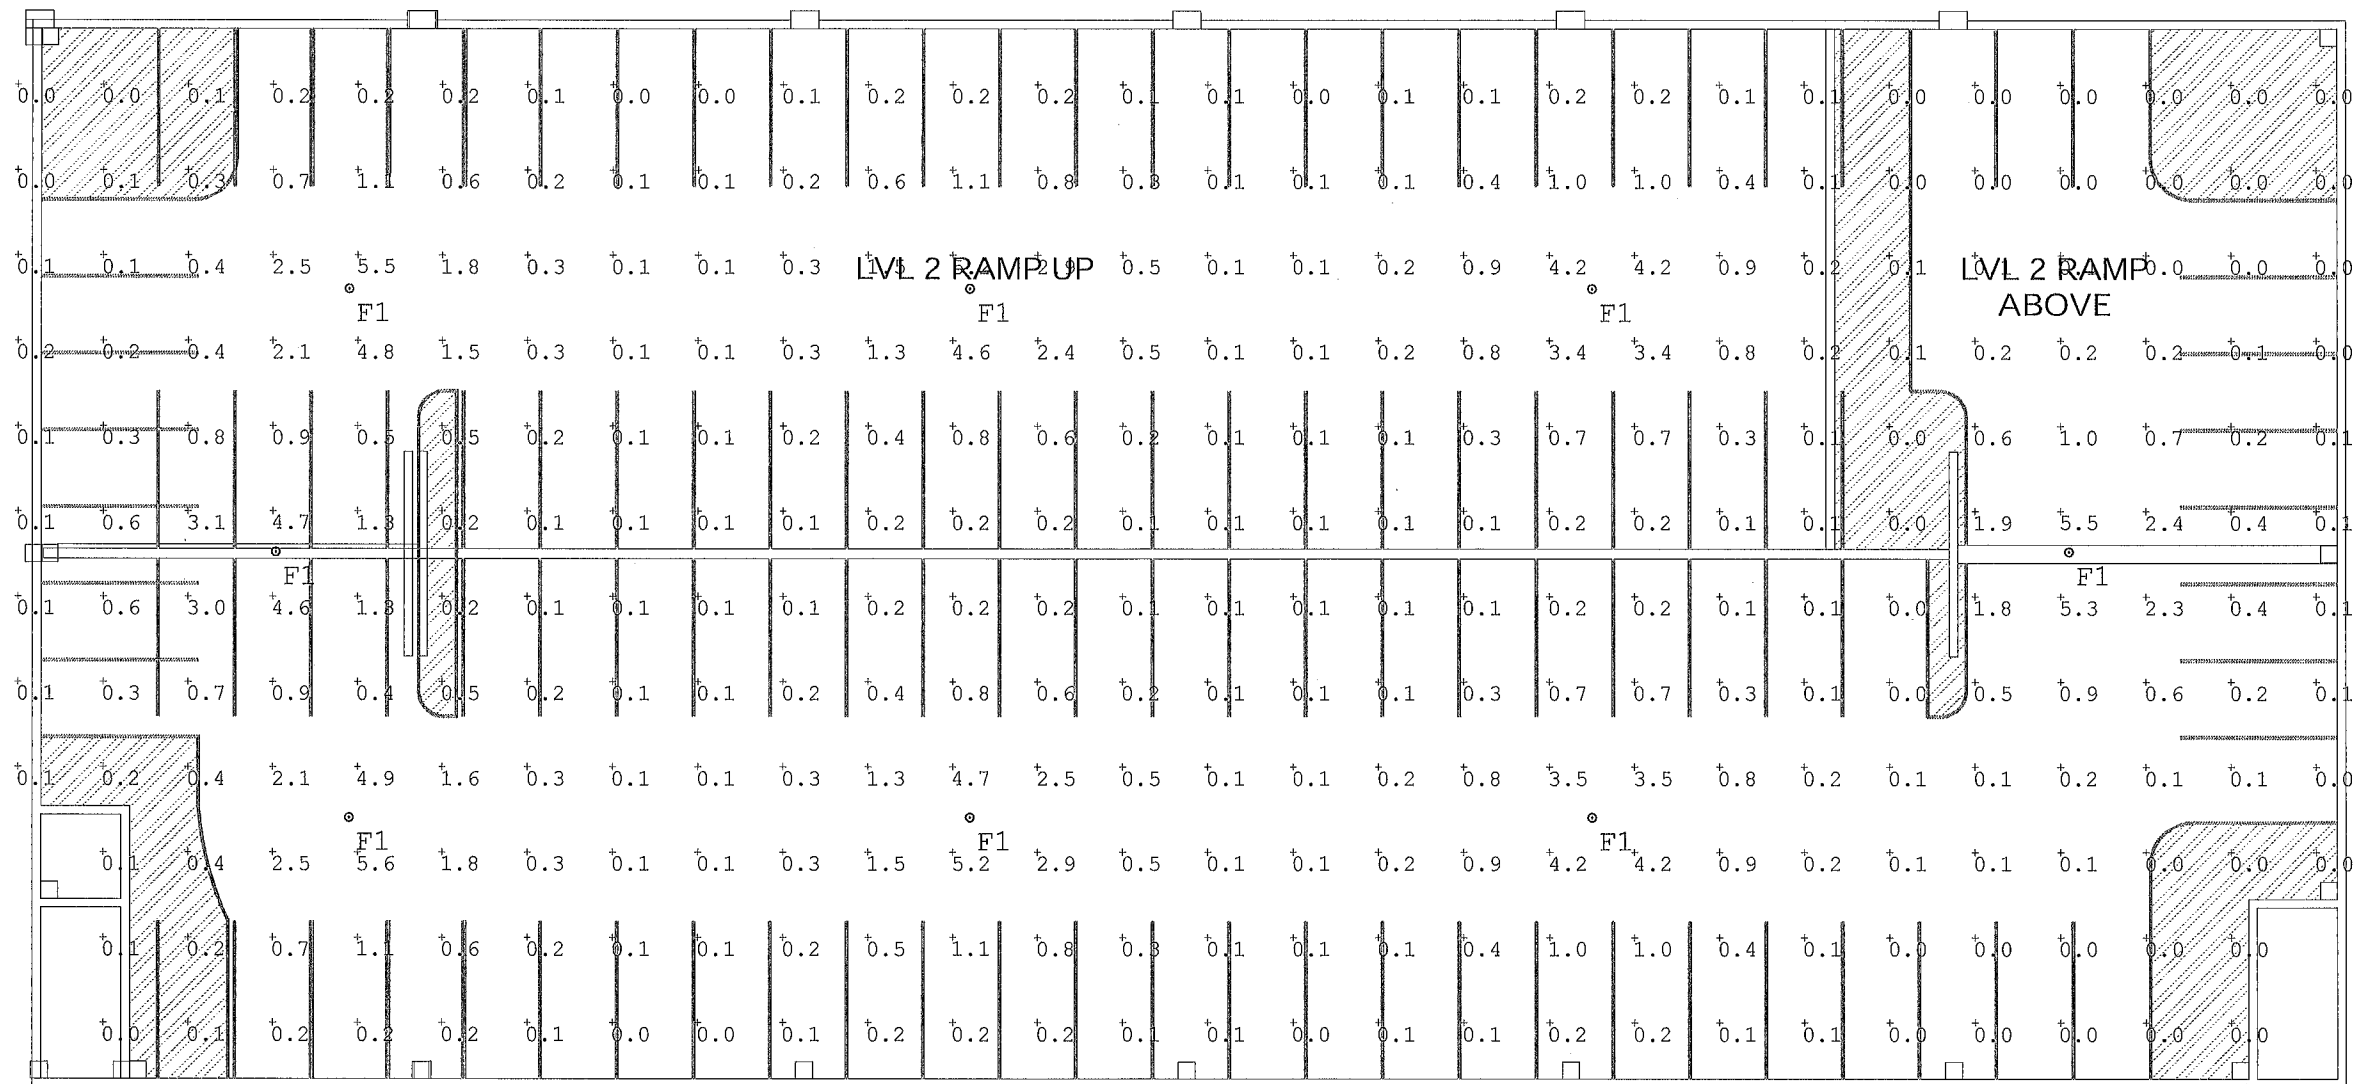 0.0 0.0 0.1 0.2 0.2 0.2 0.1 0.0 0.0 0.1 0.2 0.2 0.2 0.1 0.1 0.0 0.1 0.1 0.2 0.2 0.1 0.1 0.0 0.0 0.0 0.0 0.0 0.0
0.0 0.1 0.3 0.7 1.1 0.6 0.2 0.1 0.1 0.2 0.6 1.1 0.8 0.3 0.1 0.1 0.1 0.4 1.0 1.0 0.4 0.1 0.0 0.0 0.0 0.0 0.0 0.0
0.1 0.1 0.4 2.5 5.5 1.8 0.3 0.1 0.1 0.3 1.5 2.9 0.5 0.1 0.1 0.2 0.9 4.2 4.2 0.9 0.2 0.1 0.1 0.0 0.0 0.0
LVL 2 RAMP UP
LVL 2 RAMP
ABOVE
F1 F1 F1
0.2 0.2 0.4 2.1 4.8 1.5 0.3 0.1 0.1 0.3 1.3 4.6 2.4 0.5 0.1 0.1 0.2 0.8 3.4 3.4 0.8 0.2 0.1 0.2 0.2 0.2 0.1 0.0
0.1 0.3 0.8 0.9 0.5 0.5 0.2 0.1 0.1 0.2 0.4 0.8 0.6 0.2 0.1 0.1 0.1 0.3 0.7 0.7 0.3 0.1 0.0 0.6 1.0 0.7 0.2 0.1
0.1 0.6 3.1 4.7 1.3 0.2 0.1 0.1 0.1 0.1 0.2 0.2 0.2 0.1 0.1 0.1 0.1 0.1 0.2 0.2 0.1 0.1 0.0 1.9 5.5 2.4 0.4 0.1
F1 F1
0.1 0.6 3.0 4.6 1.3 0.2 0.1 0.1 0.1 0.1 0.2 0.2 0.2 0.1 0.1 0.1 0.1 0.1 0.2 0.2 0.1 0.1 0.0 1.8 5.3 2.3 0.4 0.1
0.1 0.3 0.7 0.9 0.4 0.5 0.2 0.1 0.1 0.2 0.4 0.8 0.6 0.2 0.1 0.1 0.1 0.3 0.7 0.7 0.3 0.1 0.0 0.5 0.9 0.6 0.2 0.1
0.1 0.2 0.4 2.1 4.9 1.6 0.3 0.1 0.1 0.3 1.3 4.7 2.5 0.5 0.1 0.1 0.2 0.8 3.5 3.5 0.8 0.2 0.1 0.1 0.2 0.1 0.1 0.0
F1 F1 F1
0.1 0.4 2.5 5.6 1.8 0.3 0.1 0.1 0.3 1.5 5.2 2.9 0.5 0.1 0.1 0.2 0.9 4.2 4.2 0.9 0.2 0.1 0.1 0.1 0.0 0.0 0.0
0.1 0.2 0.7 1.1 0.6 0.2 0.1 0.1 0.2 0.5 1.1 0.8 0.3 0.1 0.1 0.1 0.4 1.0 1.0 0.4 0.1 0.0 0.0 0.0 0.0 0.0
0.0 0.1 0.2 0.2 0.2 0.1 0.0 0.0 0.1 0.2 0.2 0.2 0.1 0.1 0.0 0.1 0.1 0.2 0.2 0.1 0.1 0.0 0.0 0.0 0.0 0.0